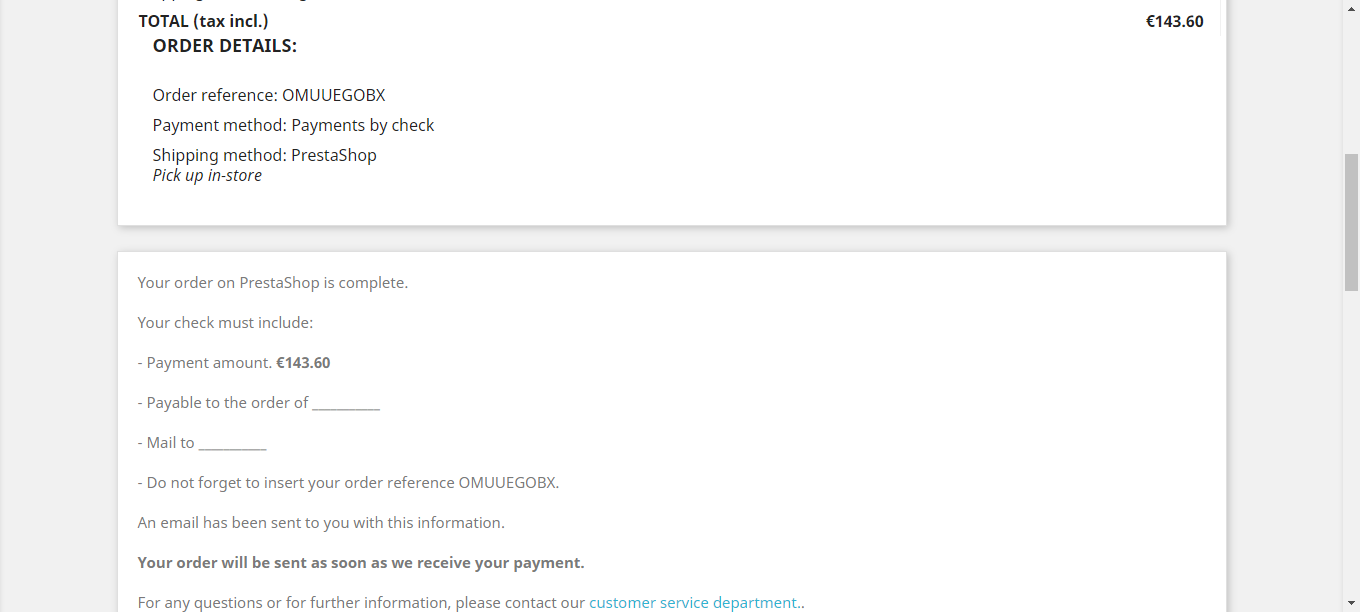 TOTAL (tax incl.) €143.60
ORDER DETAILS:
Order reference: OMUUEGOBX
Payment method: Payments by check
Shipping method: PrestaShop
Pick up in-store
Your order on PrestaShop is complete.
Your check must include:
- Payment amount. €143.60
- Payable to the order of __________
- Mail to __________
- Do not forget to insert your order reference OMUUEGOBX.
An email has been sent to you with this information.
Your order will be sent as soon as we receive your payment.
For any questions or for further information, please contact our customer service department..